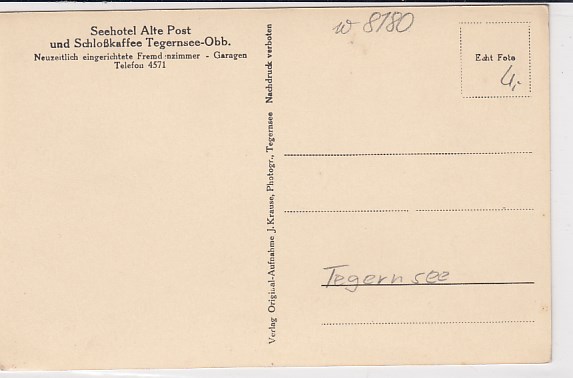 Seehotel Alte Post
und Schloßkaffee Tegernsee-Obb.
Neuzeitlich eingerichtete Fremdenzimmer - Garagen
Telefon 4571
Verlag Original-Aufnahme J. Krause, Photogr., Tegernsee Nachdruck verboten
w 8180
Echt Foto
4,-
Tegernsee